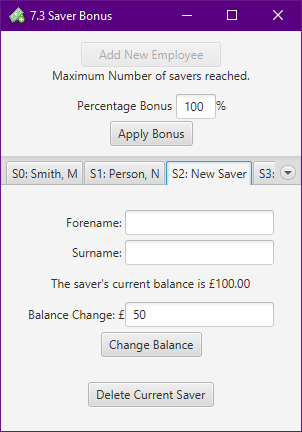 7.3 Saver Bonus
Add New Employee
Maximum Number of savers reached.
Percentage Bonus 100 %
Apply Bonus
S0: Smith, M S1: Person, N S2: New Saver S3:
Forename:
Surname:
The saver's current balance is £100.00
Balance Change: £ 50
Change Balance
Delete Current Saver